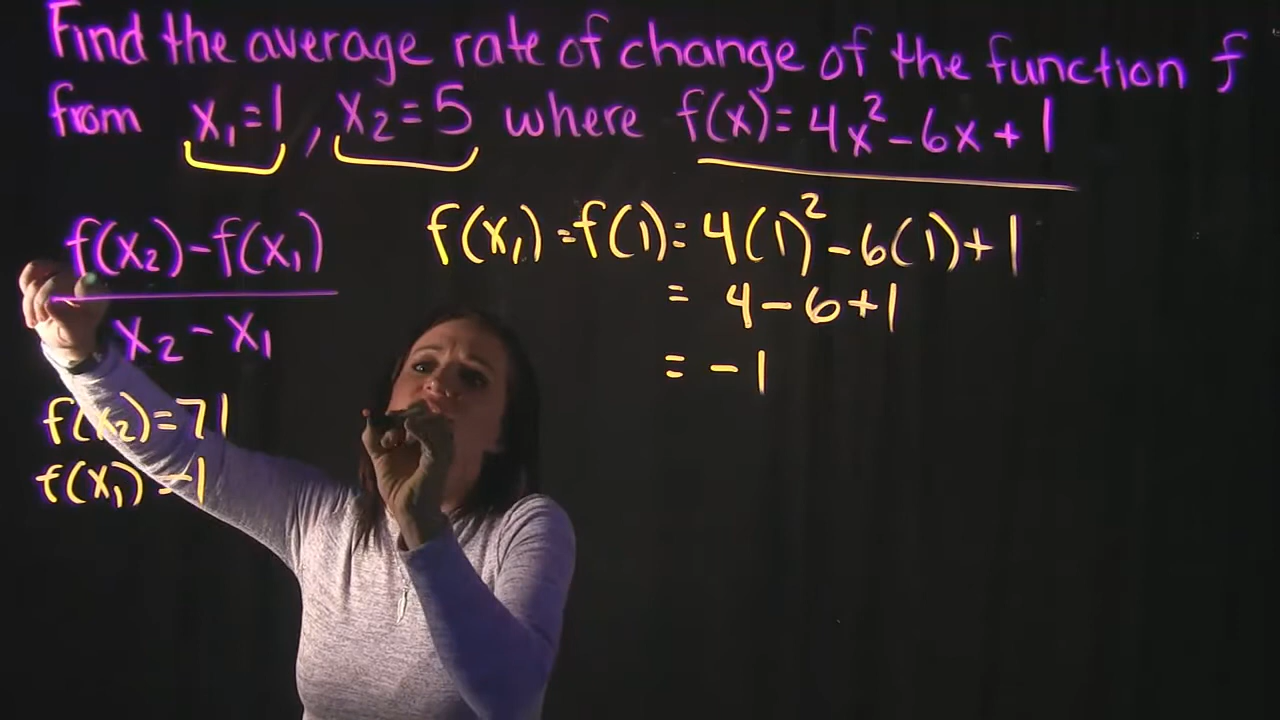 Find the average rate of change of the function f
from x₁=1, x₂=5 where f(x)=4x²-6x+1
f(x₂)-f(x₁)
x₂-x₁
f(x₂)=71
f(x₁)=-1
f(x₁)=f(1)=4(1)²-6(1)+1
=4-6+1
=-1